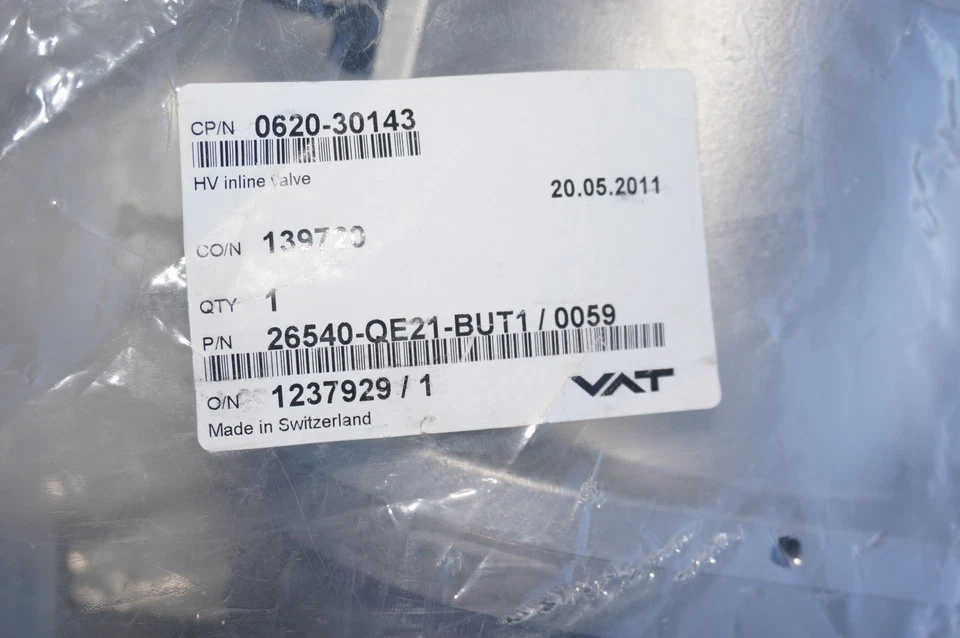 CP/N 0620-30143
HV inline valve
20.05.2011
CO/N
QTY 1
P/N 26540-QE21-BUT1 / 0059
O/N 1237929 / 1
VAT
Made in Switzerland